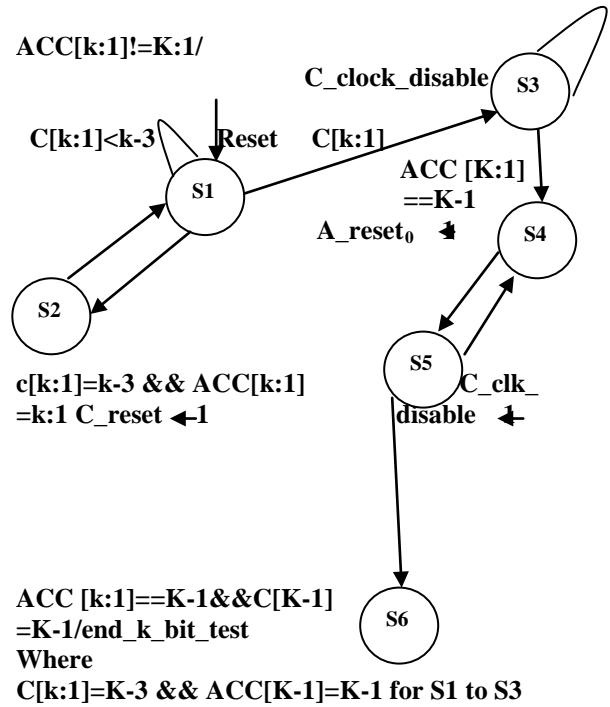 ACC[k:1]!=K:1/
C_clock_disable
S3
C[k:1]<k-3
Reset
C[k:1]
S1
ACC [K:1]
==K-1
A_reset₀ 1
S4
S2
S5
c[k:1]=k-3 && ACC[k:1]
=k:1 C_reset 1
C_clk_
disable 1
ACC [k:1]==K-1&&C[K-1]
=K-1/end_k_bit_test
S6
Where
C[k:1]=K-3 && ACC[K-1]=K-1 for S1 to S3